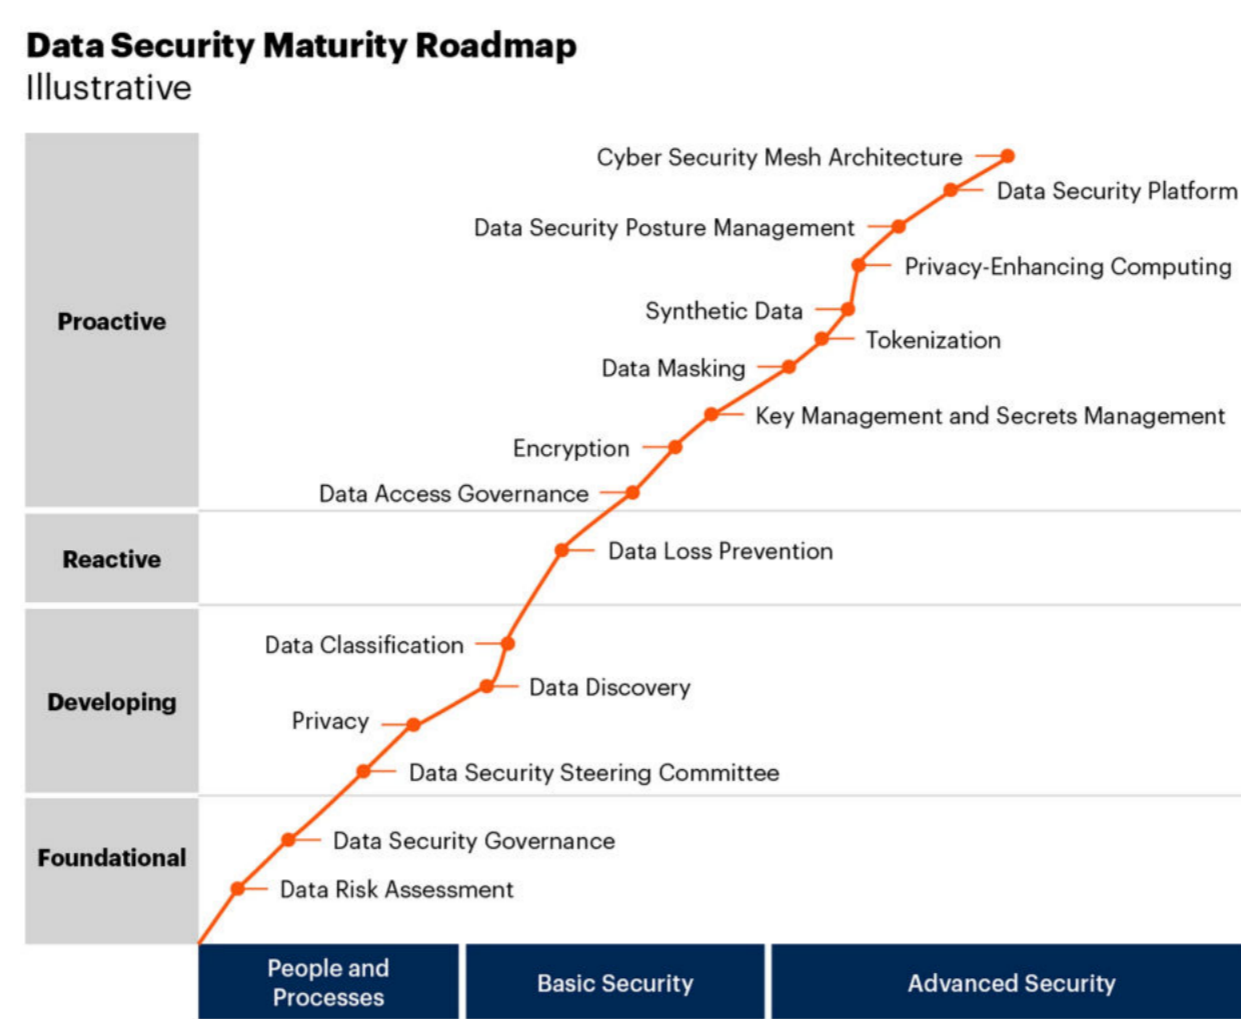 Data Security Maturity Roadmap
Illustrative
Cyber Security Mesh Architecture
Data Security Platform
Data Security Posture Management
Privacy-Enhancing Computing
Synthetic Data
Proactive
Tokenization
Data Masking
Key Management and Secrets Management
Encryption
Data Access Governance
Reactive
Data Loss Prevention
Data Classification
Data Discovery
Developing
Privacy
Data Security Steering Committee
Data Security Governance
Foundational
Data Risk Assessment
People and
Processes
Basic Security
Advanced Security